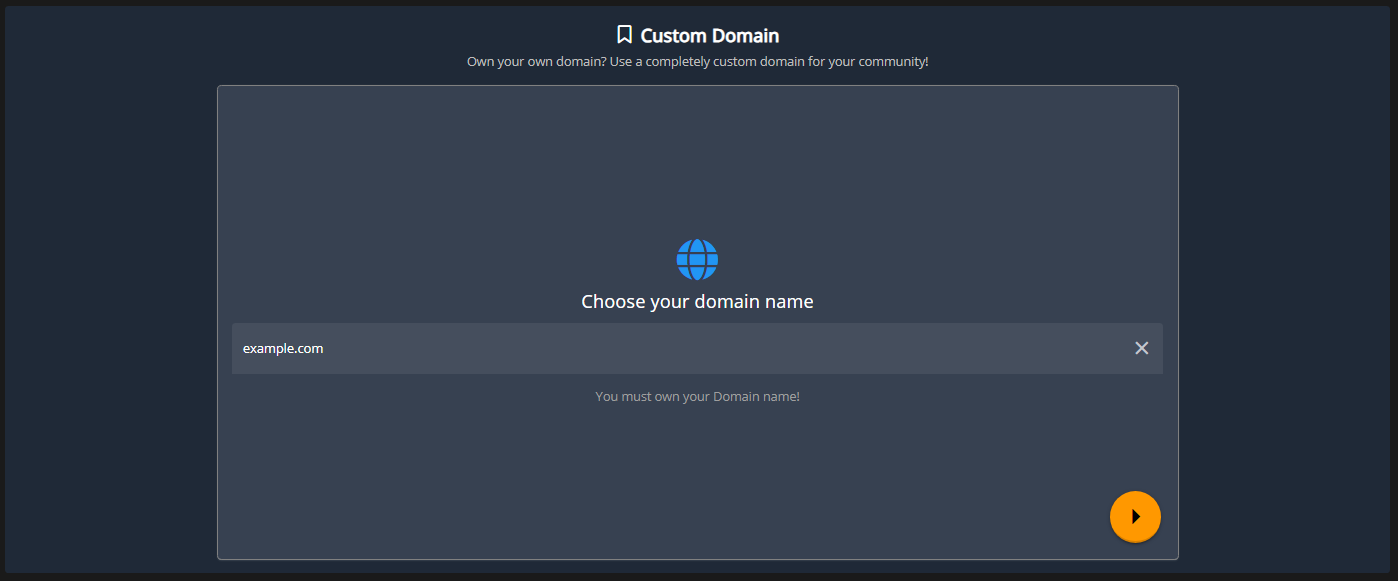 Custom Domain
Own your own domain? Use a completely custom domain for your community!
Choose your domain name
example.com
You must own your Domain name!